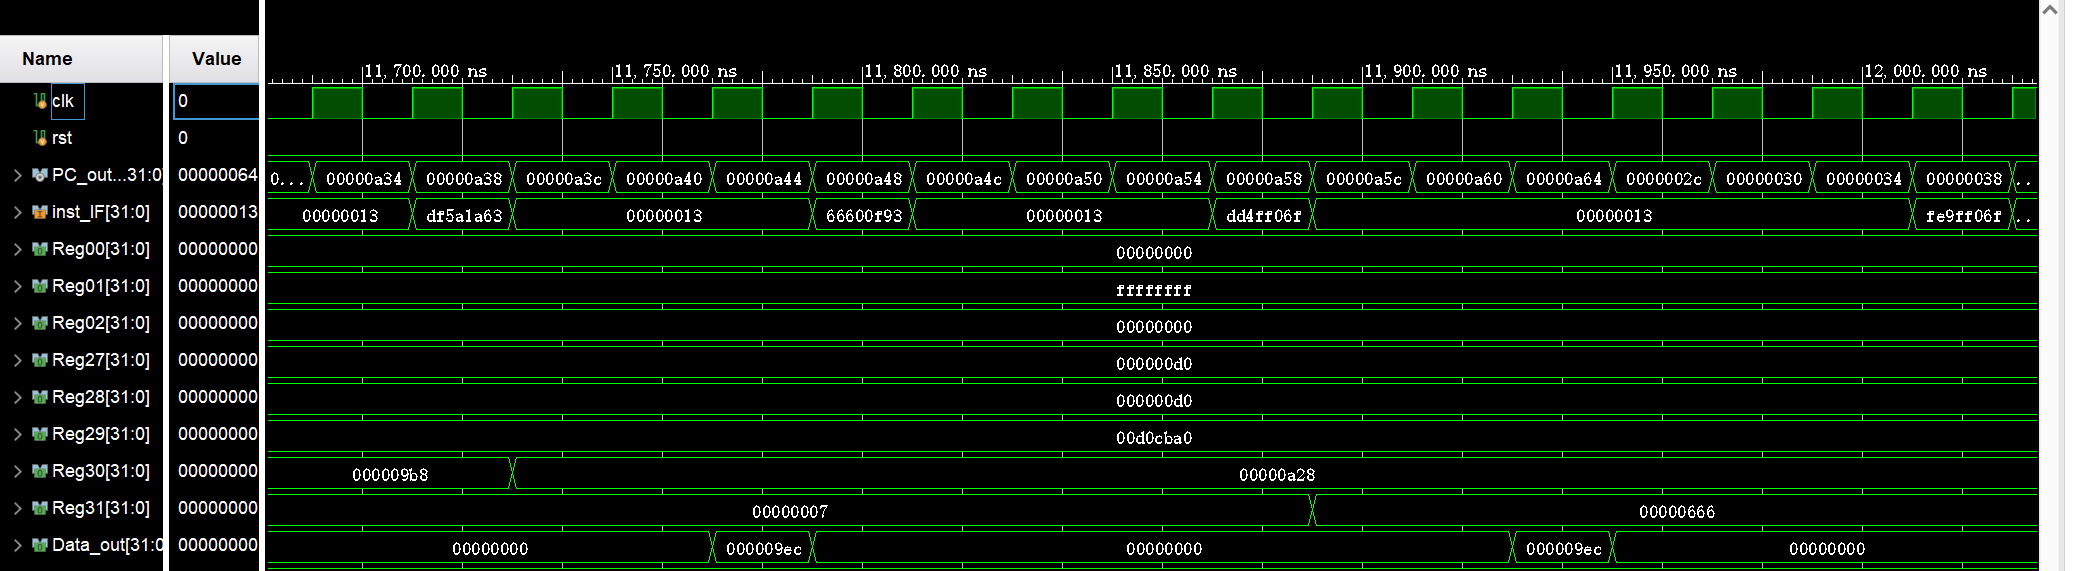 Name Value
11,700.000 ns 11,750.000 ns 11,800.000 ns 11,850.000 ns 11,900.000 ns 11,950.000 ns 12,000.000 ns
clk 0
rst 0
PC_out...31:0] 00000064 0... 00000a34 00000a38 00000a3c 00000a40 00000a44 00000a48 00000a4c 00000a50 00000a54 00000a58 00000a5c 00000a60 00000a64 0000002c 00000030 00000034 00000038 ..
inst_IF[31:0] 00000013 00000013 df5a1a63 00000013 66600f93 00000013 dd4ff06f 00000013 fe9ff06f ..
Reg00[31:0] 00000000 00000000
Reg01[31:0] 00000000 ffffffff
Reg02[31:0] 00000000 00000000
Reg27[31:0] 00000000 000000d0
Reg28[31:0] 00000000 000000d0
Reg29[31:0] 00000000 00d0cba0
Reg30[31:0] 00000000 000009b8 00000a28
Reg31[31:0] 00000000 00000007 00000666
Data_out[31:0 00000000 00000000 000009ec 00000000 000009ec 00000000